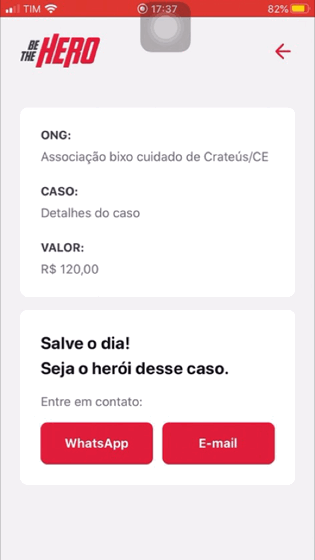 TIM 17:37 82%
BE THE HERO
ONG:
Associação bixo cuidado de Crateús/CE
CASO:
Detalhes do caso
VALOR:
R$ 120,00
Salve o dia!
Seja o herói desse caso.
Entre em contato:
WhatsApp E-mail